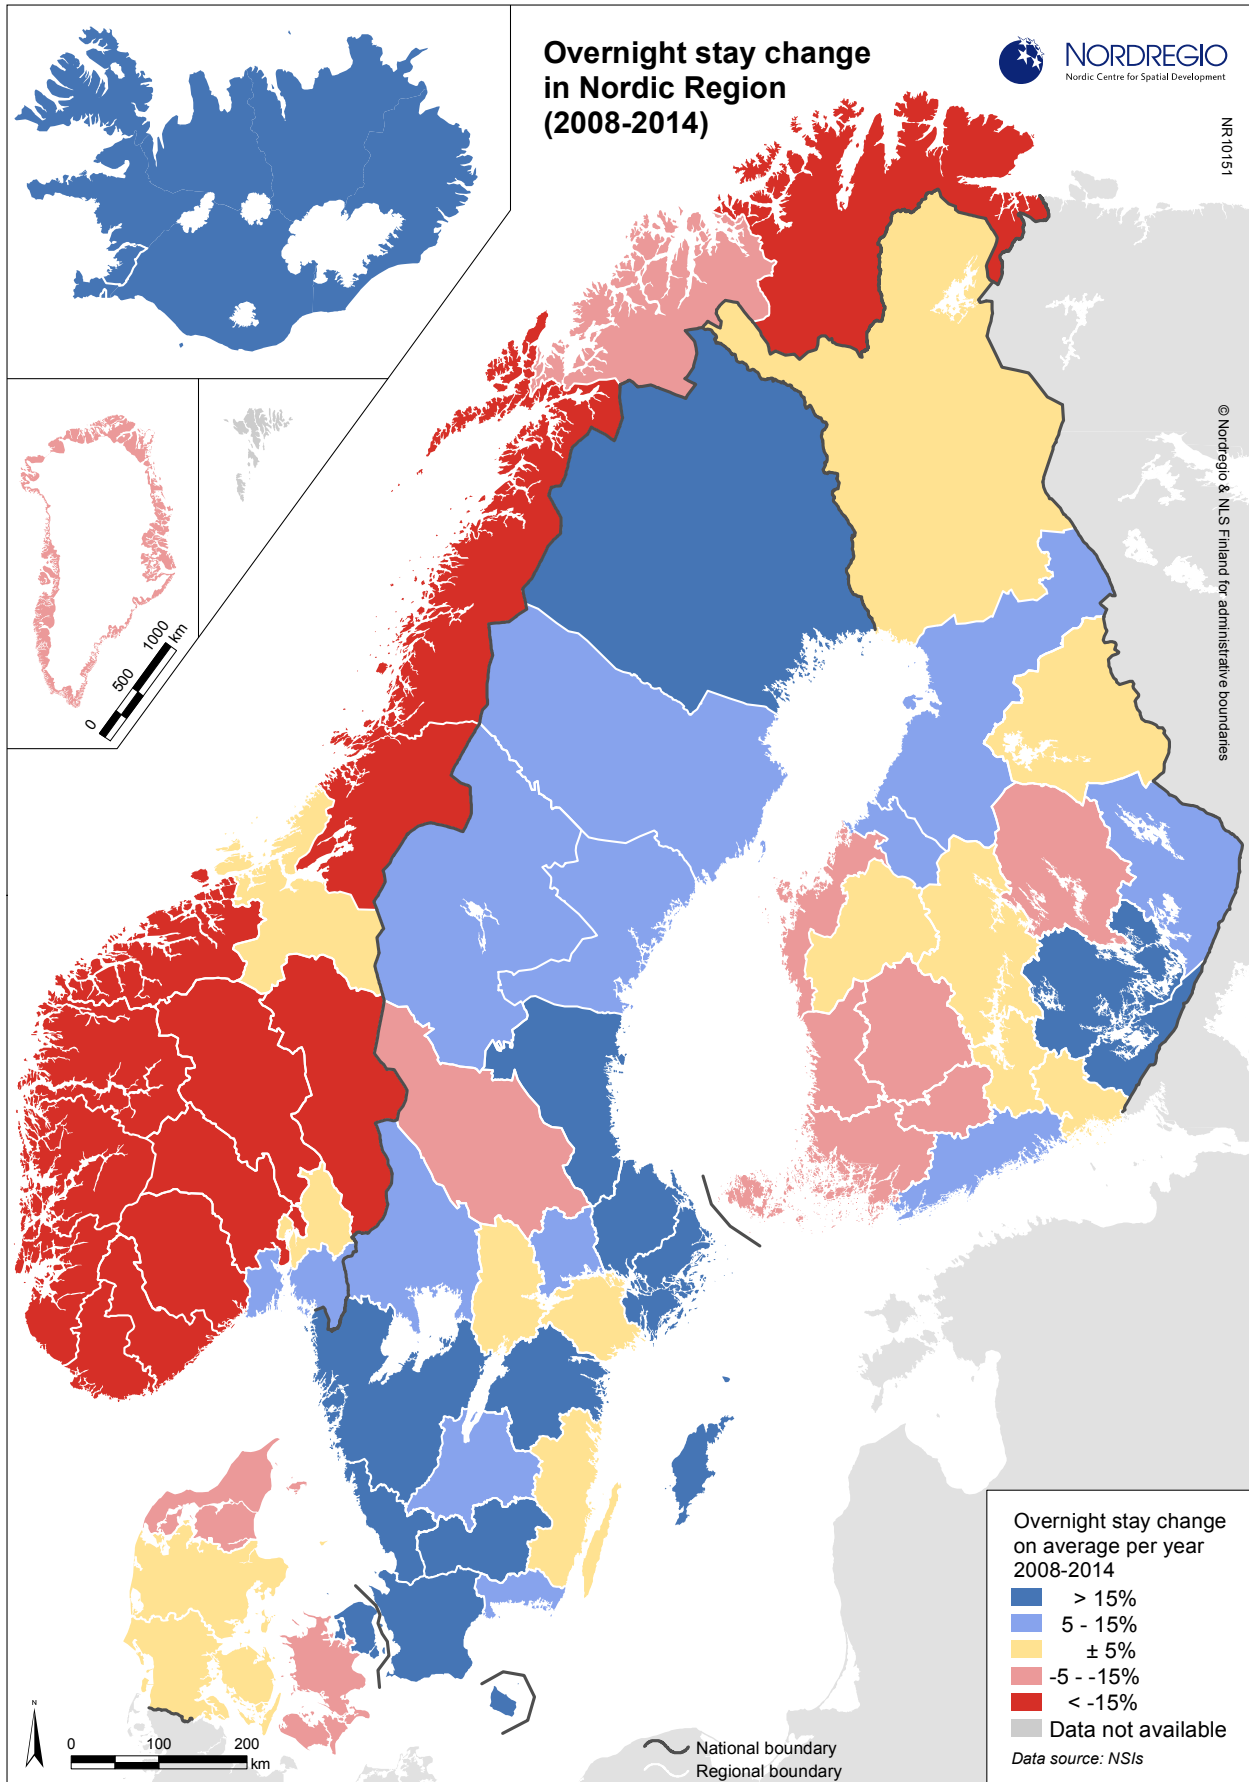 Overnight stay change
in Nordic Region
(2008-2014)
NORDREGIO
Nordic Centre for Spatial Development
NR10151
© Nordregio & NLS Finland for administrative boundaries
0 500 1000
km
Overnight stay change
on average per year
2008-2014
> 15%
5 - 15%
± 5%
-5 - -15%
< -15%
Data not available
Data source: NSIs
National boundary
Regional boundary
N
0 100 200
km